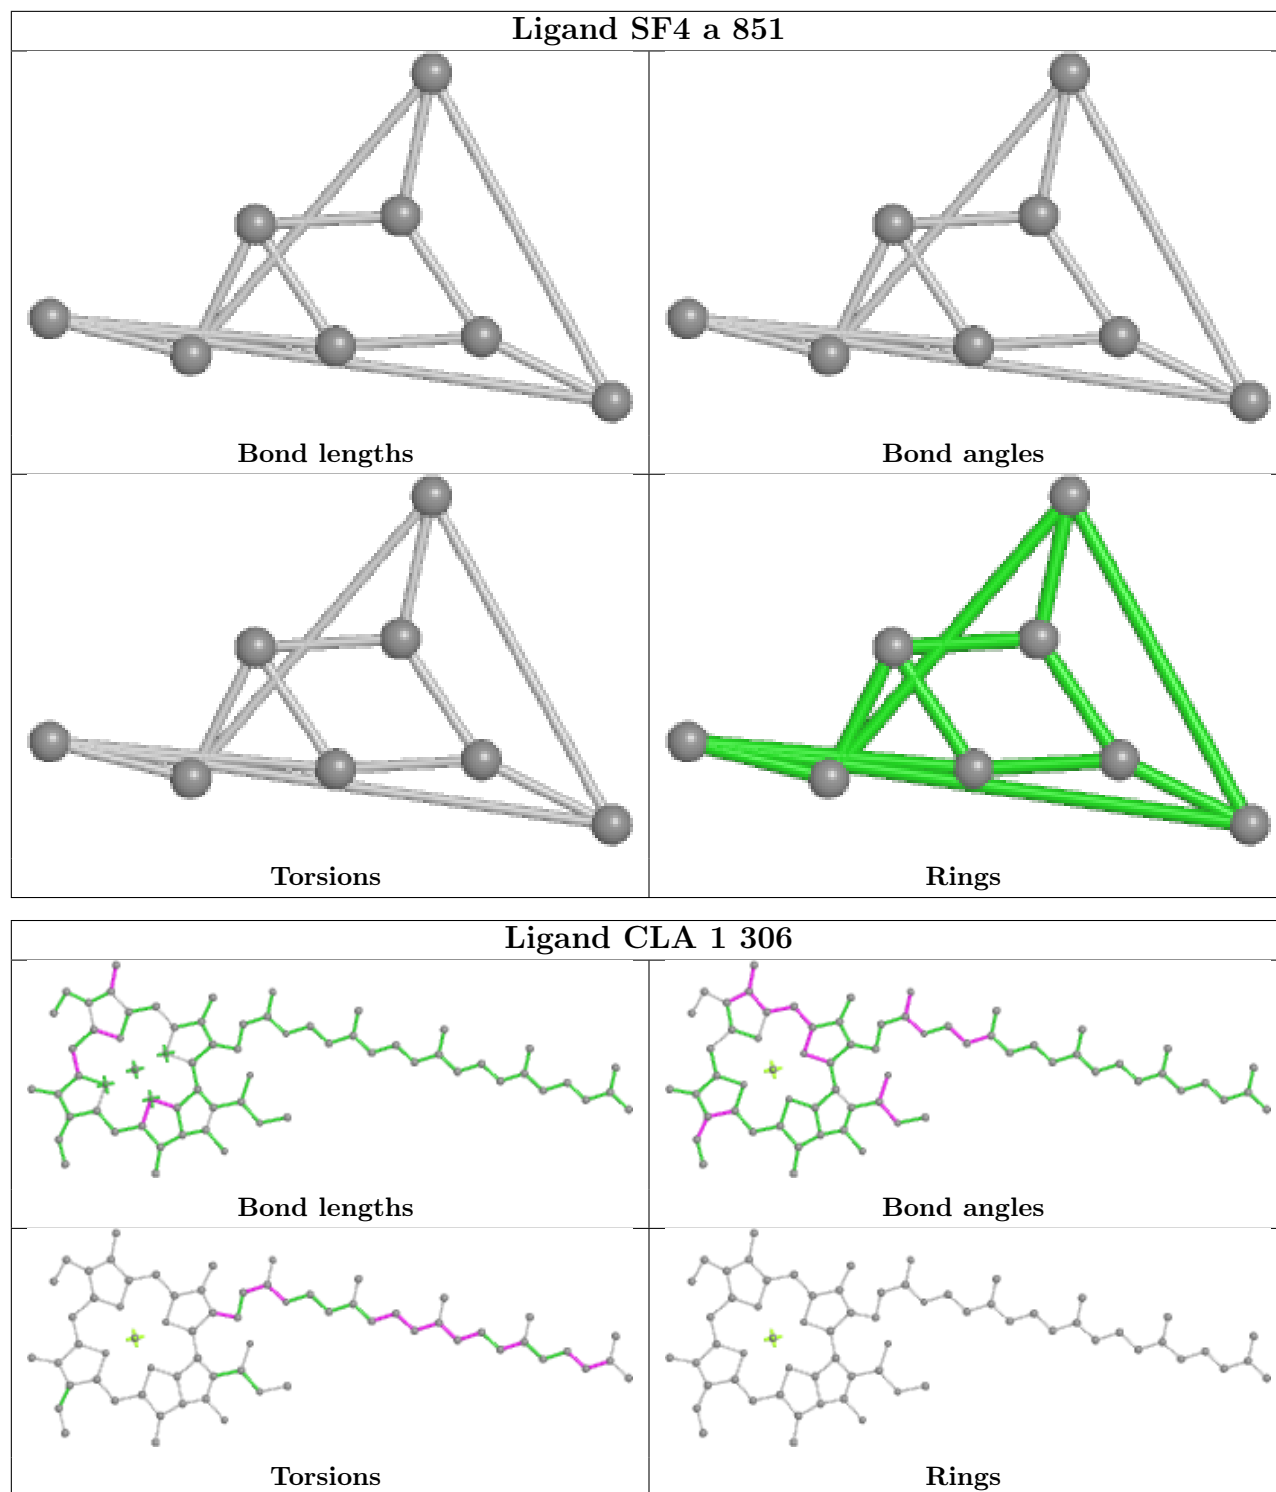 Ligand SF4 a 851
Bond lengths
Bond angles
Torsions
Rings
Ligand CLA 1 306
Bond lengths
Bond angles
Torsions
Rings